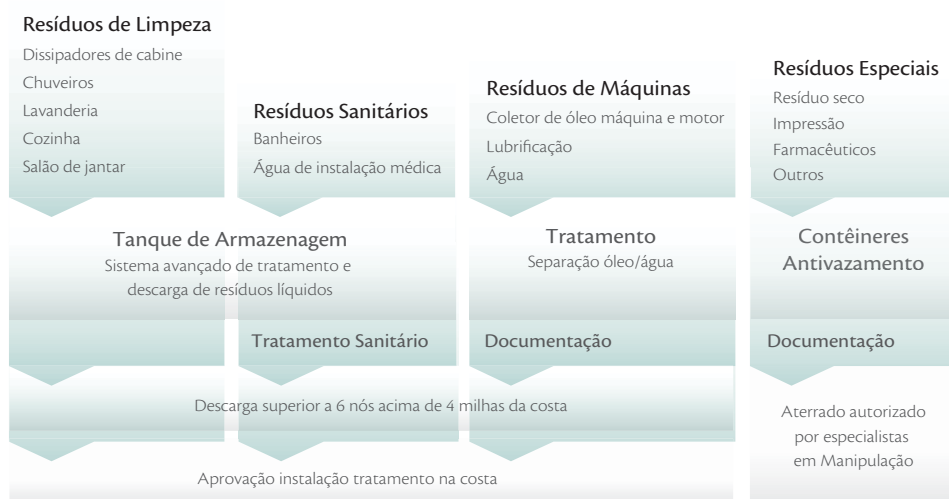 Resíduos de Limpeza
Dissipadores de cabine
Chuveiros
Lavanderia
Cozinha
Salão de jantar
Resíduos Sanitários
Banheiros
Água de instalação médica
Resíduos de Máquinas
Coletor de óleo máquina e motor
Lubrificação
Água
Resíduos Especiais
Resíduo seco
Impressão
Farmacêuticos
Outros
Tanque de Armazenagem
Sistema avançado de tratamento e
descarga de resíduos líquidos
Tratamento
Separação óleo/água
Contêineres
Antivazamento
Tratamento Sanitário
Documentação
Documentação
Descarga superior a 6 nós acima de 4 milhas da costa
Aterrado autorizado
por especialistas
em Manipulação
Aprovação instalação tratamento na costa